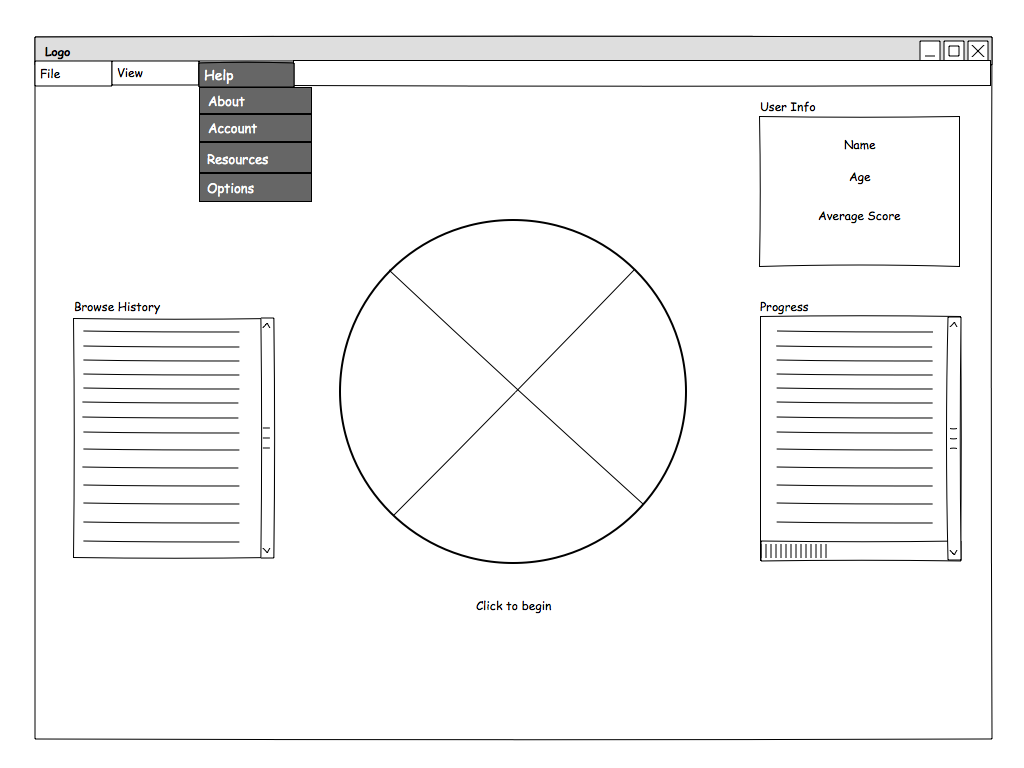 Logo
File
View
Help
About
Account
Resources
Options
User Info
Name
Age
Average Score
Browse History
Progress
Click to begin